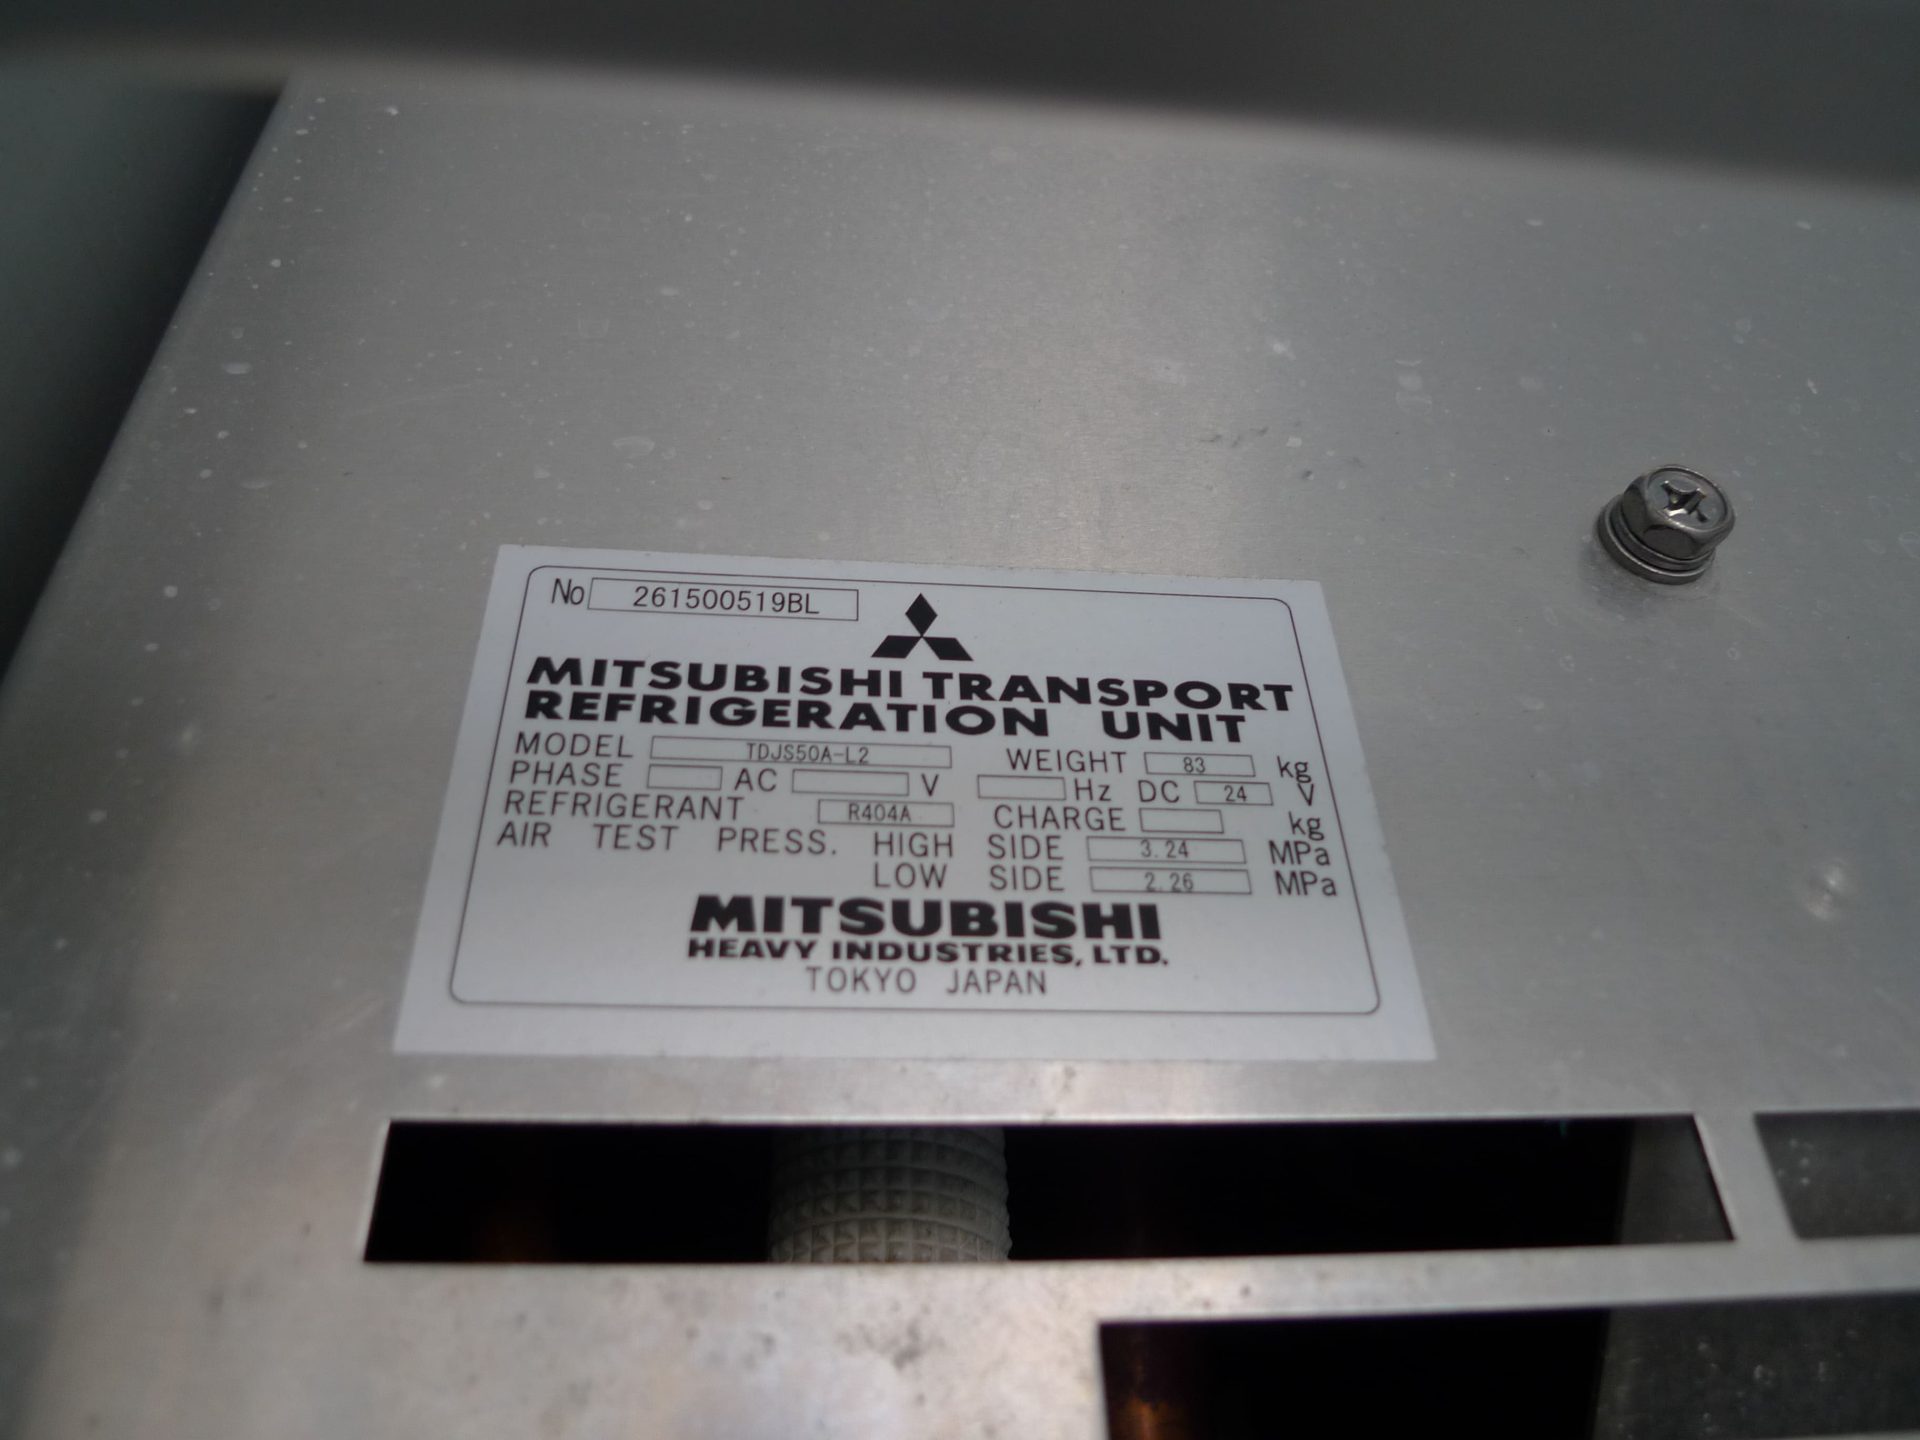 No 261500519BL
MITSUBISHI TRANSPORT
REFRIGERATION UNIT
MODEL TDJS50A-L2 WEIGHT 83 kg
PHASE AC V Hz DC 24 V
REFRIGERANT R404A CHARGE kg
AIR TEST PRESS. HIGH SIDE 3.24 MPa
LOW SIDE 2.26 MPa
MITSUBISHI
HEAVY INDUSTRIES, LTD.
TOKYO JAPAN